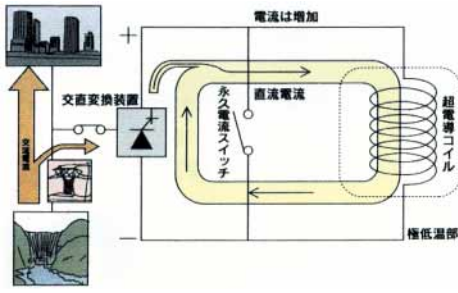 電流は増加
+
交直変換装置
永久電流スイッチ
直流電流
超電導コイル
交流電流
−
極低温部